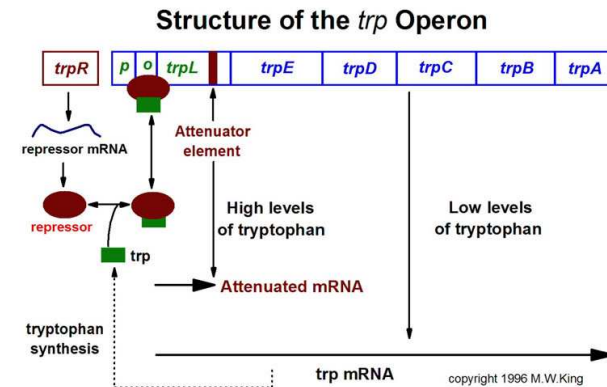 Structure of the trp Operon
trpR
p
o
trpL
trpE
trpD
trpC
trpB
trpA
repressor mRNA
Attenuator
element
repressor
trp
High levels
of tryptophan
Low levels
of tryptophan
Attenuated mRNA
tryptophan
synthesis
trp mRNA
copyright 1996 M.W.King